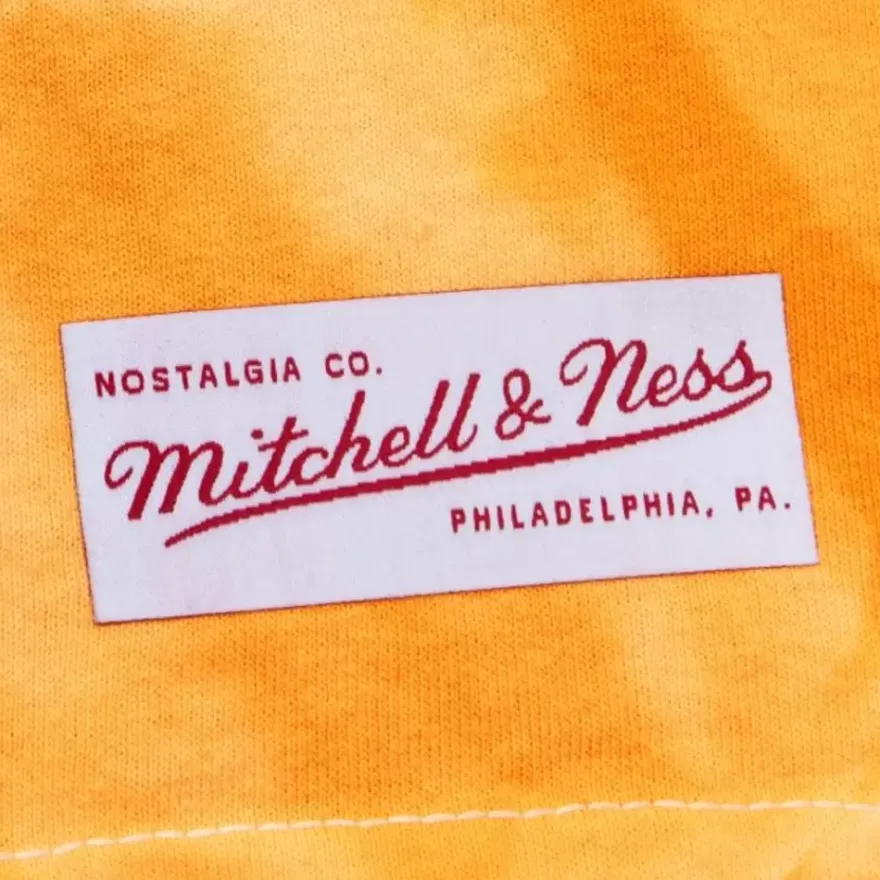 NOSTALGIA CO.
Mitchell & Ness
PHILADELPHIA, PA.